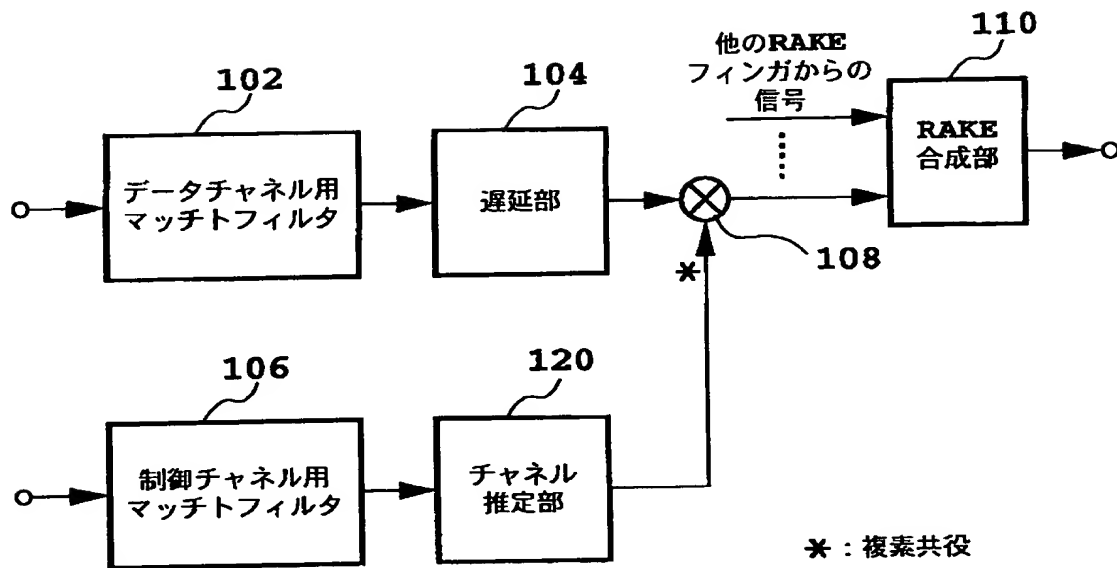 110
他のRAKE
フィンガからの
信号
102
104
RAKE
合成部
データチャネル用
マッチトフィルタ
遅延部
108
*
106
120
制御チャネル用
マッチトフィルタ
チャネル
推定部
*:複素共役